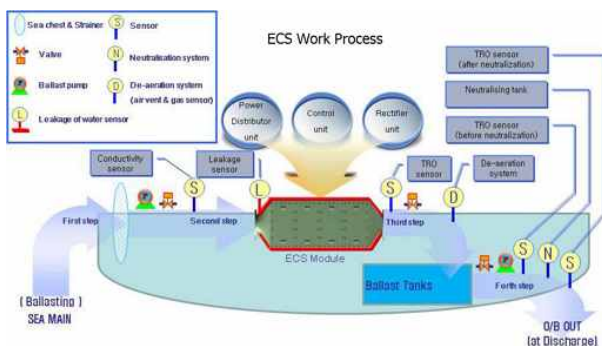 Sea chest & Strainer
S
Sensor
Valve
N
Neutralisation system
Ballast pump
D
De-aeration system
(air vent & gas sensor)
L
Leakage of water sensor
ECS Work Process
Power
Distributor
unit
Control
unit
Rectifier
unit
TRO sensor
(after neutralization)
Neutralising tank
TRO sensor
(before neutralization)
Conductivity
sensor
Leakage
sensor
TRO
sensor
De-aeration
system
S
L
S
D
First step
Second step
Third step
ECS Module
Ballast Tanks
S
N
S
Forth step
( Ballasting )
SEA MAIN
O/B OUT
(at Discharge)